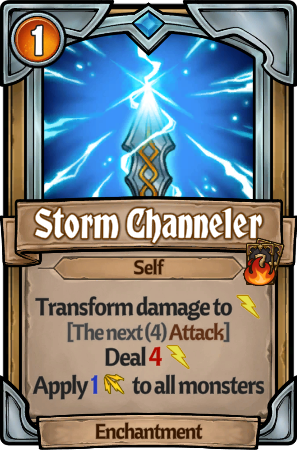 1
Storm Channeler
Self
Transform damage to
[The next (4) Attack]
Deal 4
Apply 1 to all monsters
Enchantment